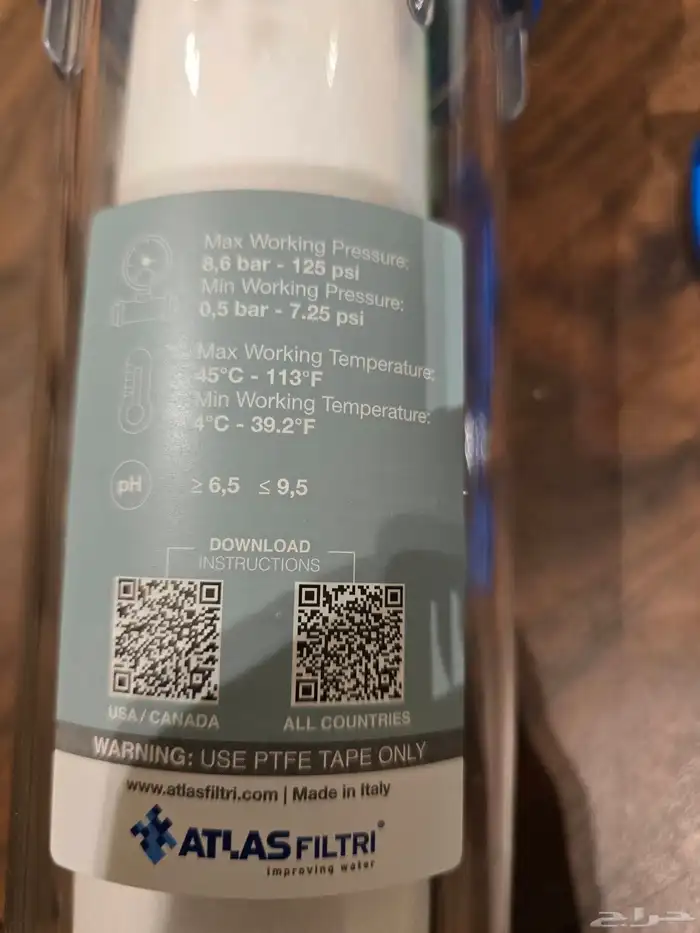 Max Working Pressure:
8,6 bar - 125 psi
Min Working Pressure:
0,5 bar - 7.25 psi
Max Working Temperature:
45°C - 113°F
Min Working Temperature:
4°C - 39.2°F
pH
≥ 6,5 ≤ 9,5
DOWNLOAD
INSTRUCTIONS
USA/CANADA
ALL COUNTRIES
WARNING: USE PTFE TAPE ONLY
www.atlasfiltri.com | Made in Italy
ATLAS FILTRI®
improving water
حراج